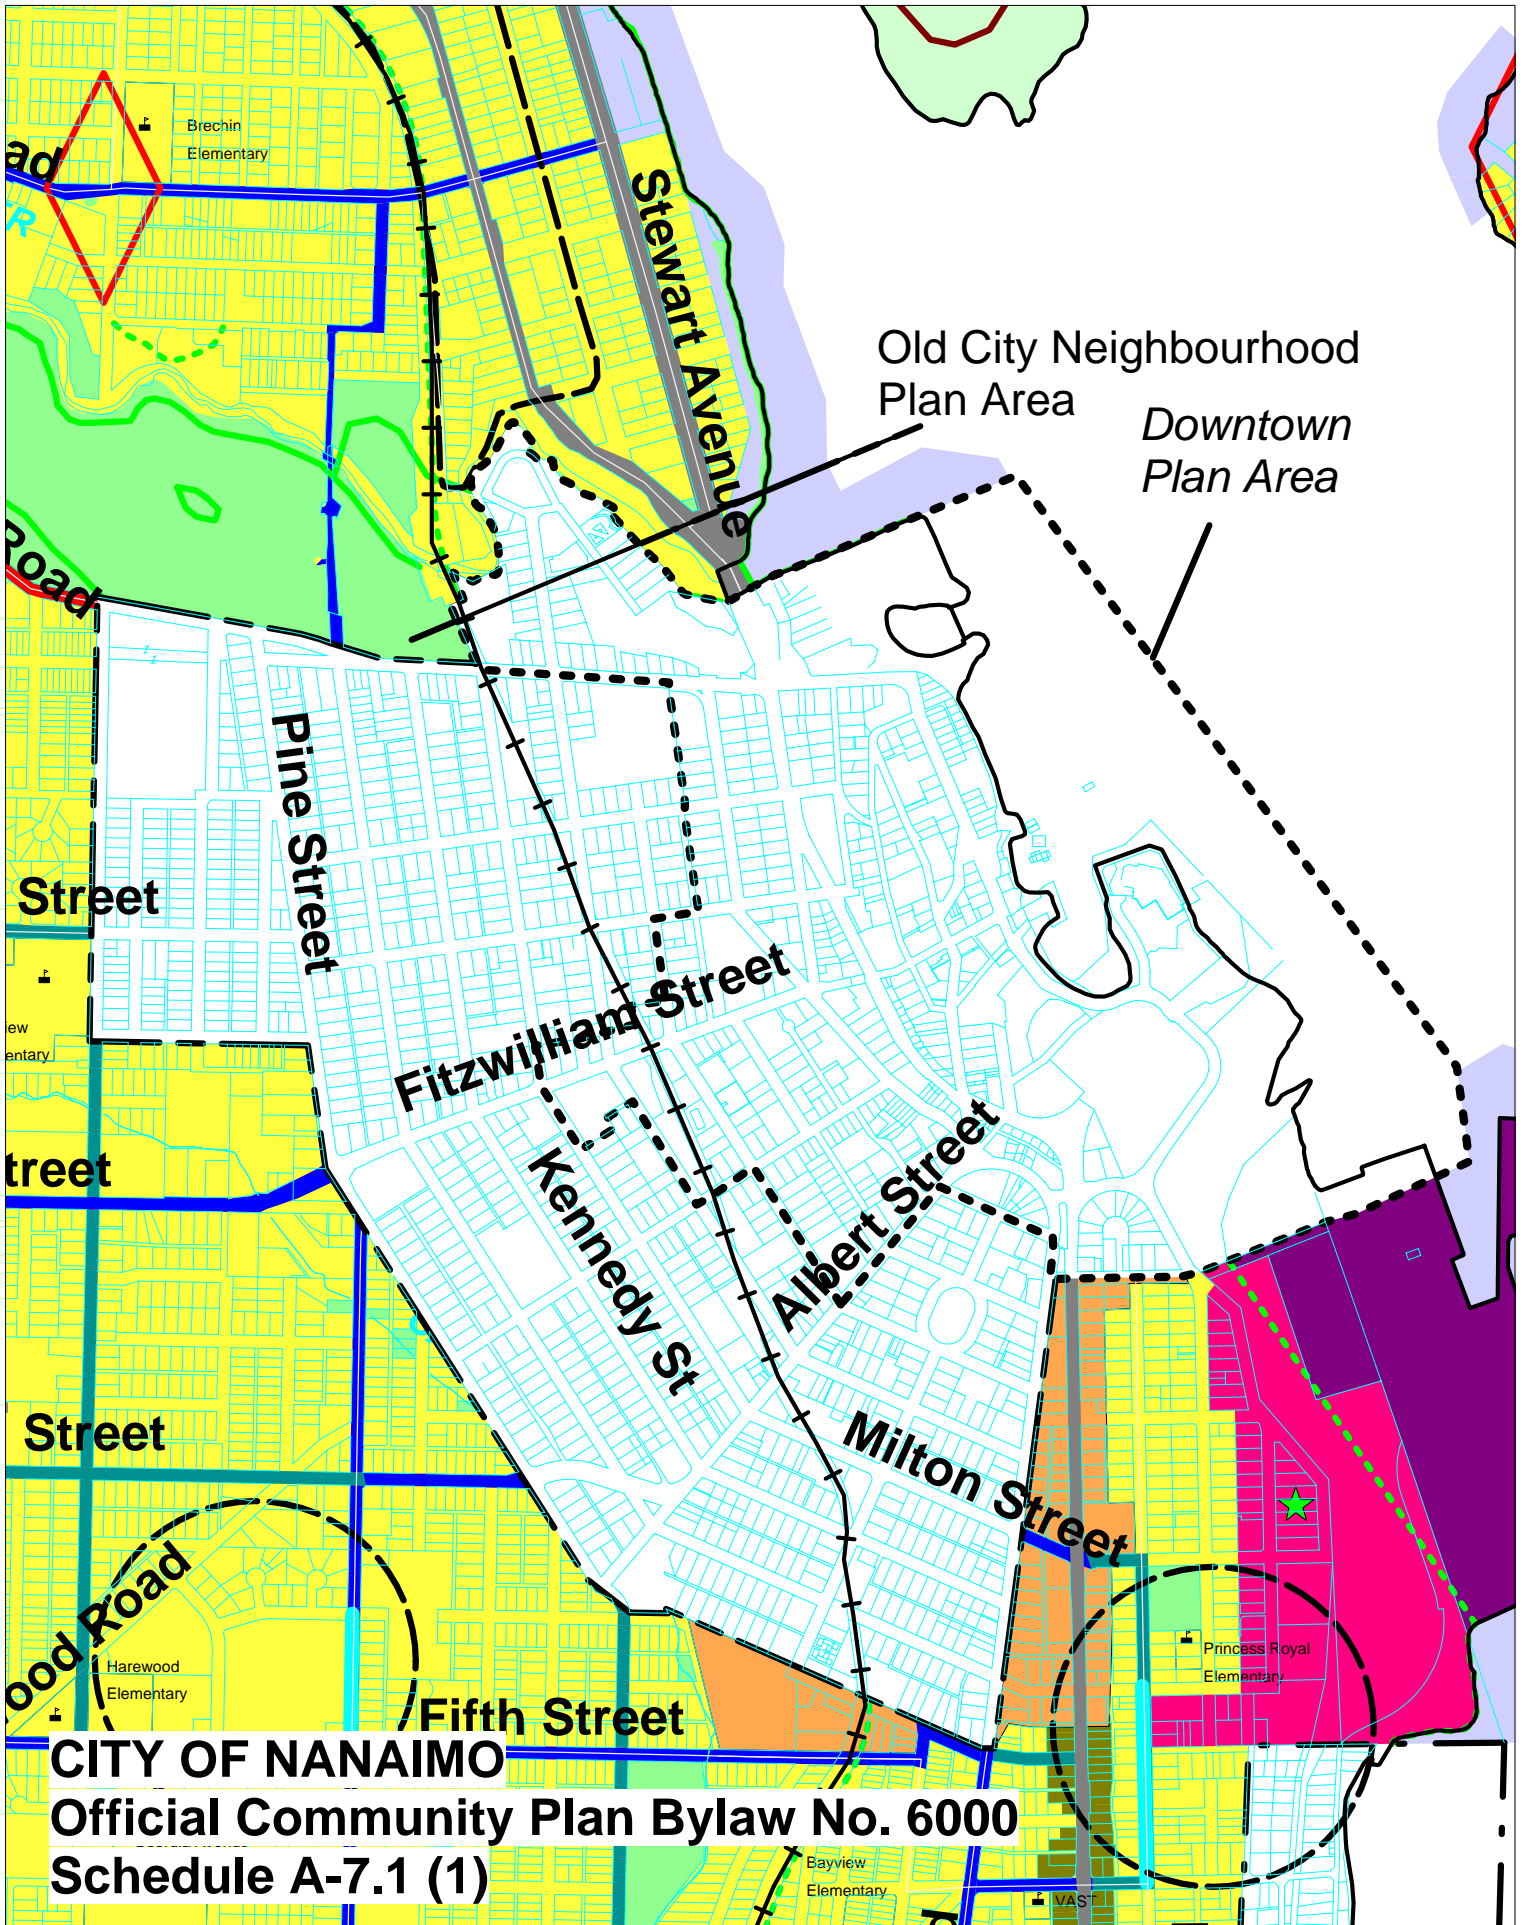 Brechin
Elementary
ad
R
Stewart Avenue
Old City Neighbourhood
Plan Area
Downtown
Plan Area
Road
Pine Street
Street
iew
entary
Fitzwilliam Street
treet
Kennedy St
Albert Street
Street
Milton Street
ood Road
Harewood
Elementary
Princess Royal
Elementary
Fifth Street
CITY OF NANAIMO
Official Community Plan Bylaw No. 6000
Schedule A-7.1 (1)
Bayview
Elementary
VAST